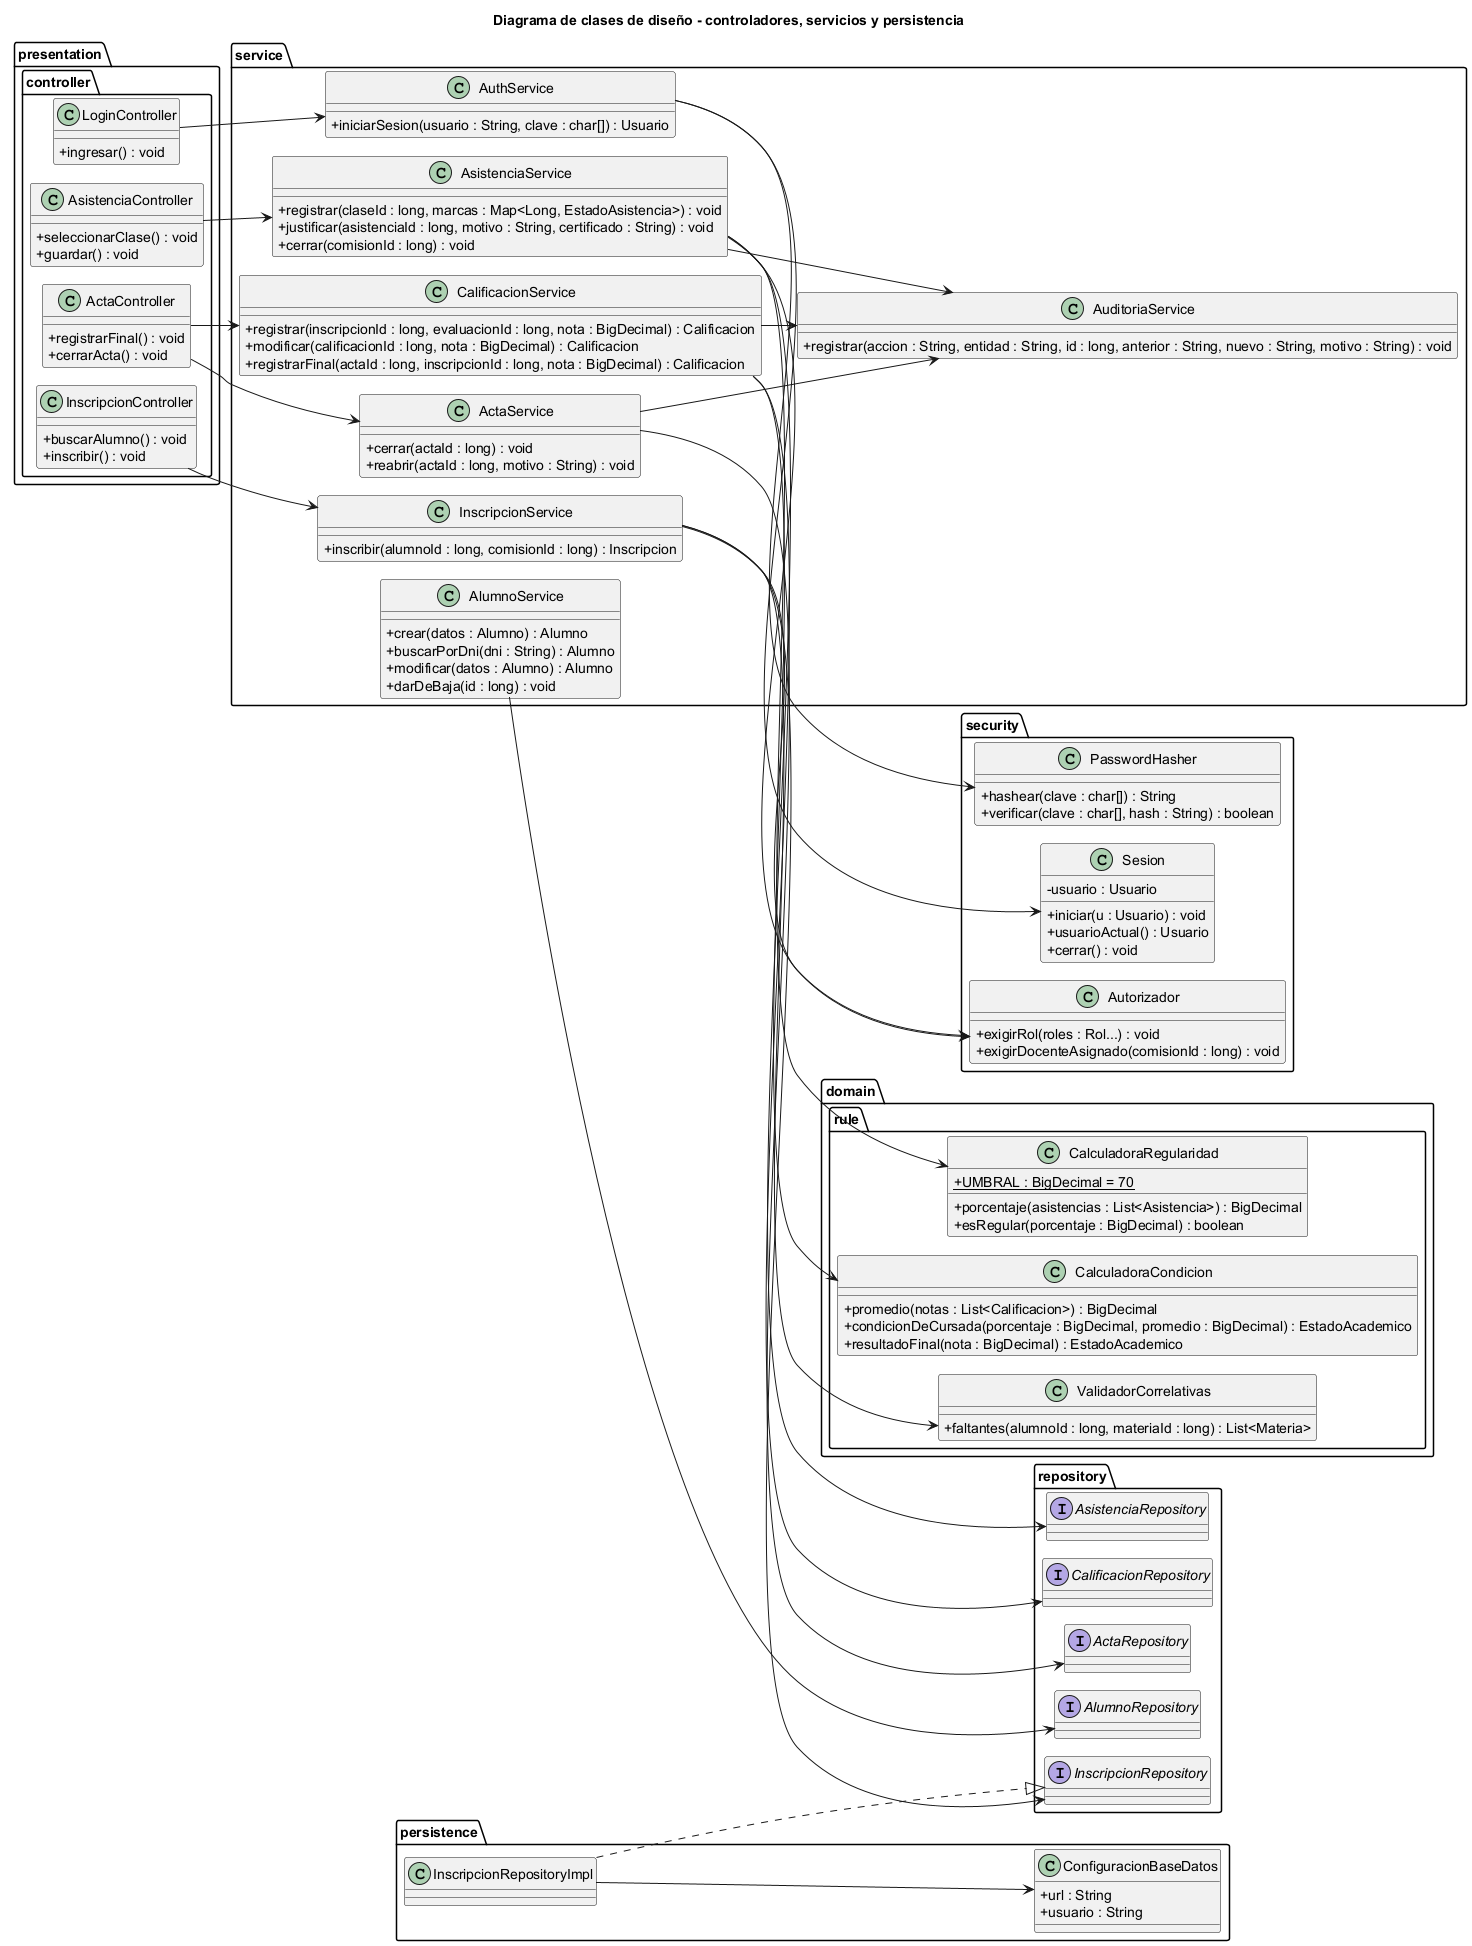 Diagrama de clases de diseño - controladores, servicios y persistencia
presentation
controller
LoginController
+ingresar() : void
AsistenciaController
+seleccionarClase() : void
+guardar() : void
ActaController
+registrarFinal() : void
+cerrarActa() : void
InscripcionController
+buscarAlumno() : void
+inscribir() : void
service
AuthService
+iniciarSesion(usuario : String, clave : char[]) : Usuario
AsistenciaService
+registrar(claseId : long, marcas : Map<Long, EstadoAsistencia>) : void
+justificar(asistenciaId : long, motivo : String, certificado : String) : void
+cerrar(comisionId : long) : void
CalificacionService
+registrar(inscripcionId : long, evaluacionId : long, nota : BigDecimal) : Calificacion
+modificar(calificacionId : long, nota : BigDecimal) : Calificacion
+registrarFinal(actaId : long, inscripcionId : long, nota : BigDecimal) : Calificacion
AuditoriaService
+registrar(accion : String, entidad : String, id : long, anterior : String, nuevo : String, motivo : String) : void
ActaService
+cerrar(actaId : long) : void
+reabrir(actaId : long, motivo : String) : void
InscripcionService
+inscribir(alumnoId : long, comisionId : long) : Inscripcion
AlumnoService
+crear(datos : Alumno) : Alumno
+buscarPorDni(dni : String) : Alumno
+modificar(datos : Alumno) : Alumno
+darDeBaja(id : long) : void
security
PasswordHasher
+hashear(clave : char[]) : String
+verificar(clave : char[], hash : String) : boolean
Sesion
-usuario : Usuario
+iniciar(u : Usuario) : void
+usuarioActual() : Usuario
+cerrar() : void
Autorizador
+exigirRol(roles : Rol...) : void
+exigirDocenteAsignado(comisionId : long) : void
domain
rule
CalculadoraRegularidad
+UMBRAL : BigDecimal = 70
+porcentaje(asistencias : List<Asistencia>) : BigDecimal
+esRegular(porcentaje : BigDecimal) : boolean
CalculadoraCondicion
+promedio(notas : List<Calificacion>) : BigDecimal
+condicionDeCursada(porcentaje : BigDecimal, promedio : BigDecimal) : EstadoAcademico
+resultadoFinal(nota : BigDecimal) : EstadoAcademico
ValidadorCorrelativas
+faltantes(alumnoId : long, materiaId : long) : List<Materia>
repository
AsistenciaRepository
CalificacionRepository
ActaRepository
AlumnoRepository
InscripcionRepository
persistence
InscripcionRepositoryImpl
ConfiguracionBaseDatos
+url : String
+usuario : String